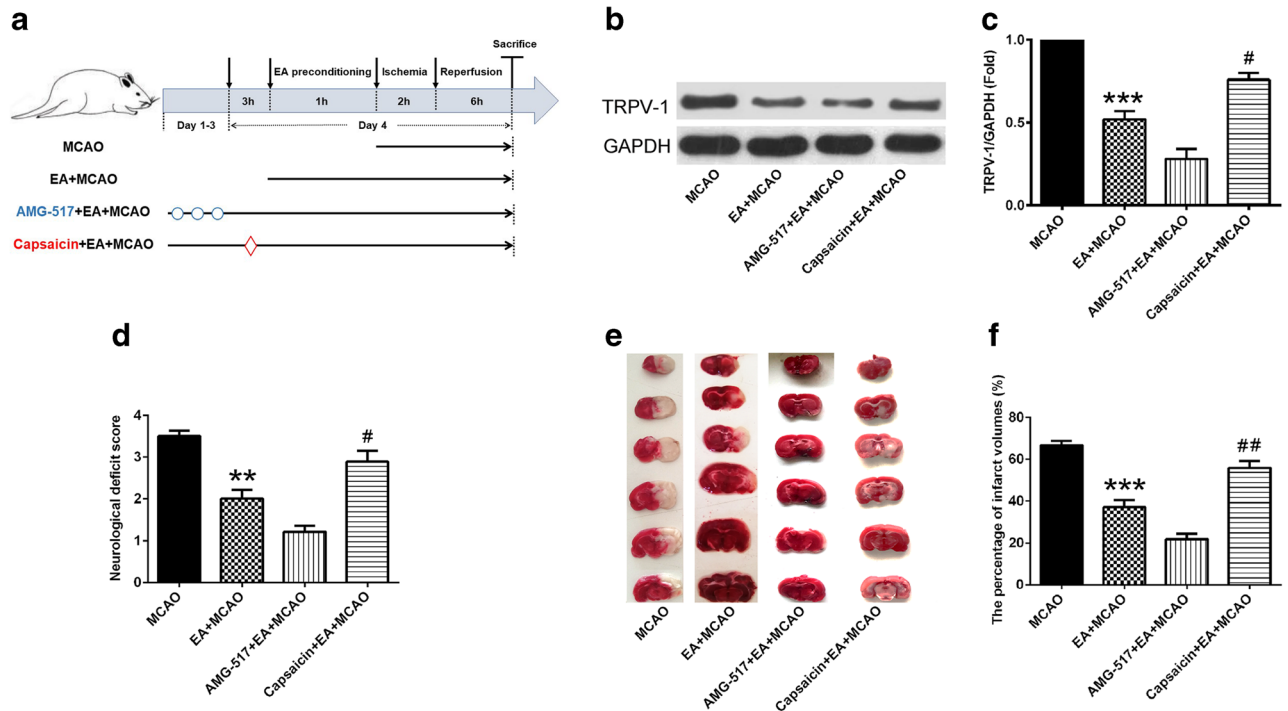 a
Sacrifice
EA preconditioning
Ischemia
Reperfusion
3h
1h
2h
6h
Day 1-3
Day 4
MCAO
EA+MCAO
AMG-517+EA+MCAO
Capsaicin+EA+MCAO
b
TRPV-1
GAPDH
MCAO
EA+MCAO
AMG-517+EA+MCAO
Capsaicin+EA+MCAO
c
TRPV-1/GAPDH (Fold)
1.0
0.5
0.0
***
#
MCAO
EA+MCAO
AMG-517+EA+MCAO
Capsaicin+EA+MCAO
d
Neurological deficit score
4
3
2
1
0
**
#
MCAO
EA+MCAO
AMG-517+EA+MCAO
Capsaicin+EA+MCAO
e
MCAO
EA+MCAO
AMG-517+EA+MCAO
Capsaicin+EA+MCAO
f
The percentage of infarct volumes (%)
80
60
40
20
0
***
##
MCAO
EA+MCAO
AMG-517+EA+MCAO
Capsaicin+EA+MCAO